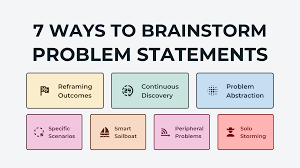 7 WAYS TO BRAINSTORM
PROBLEM STATEMENTS
Reframing
Outcomes
Continuous
Discovery
Problem
Abstraction
Specific
Scenarios
Smart
Sailboat
Peripheral
Problems
Solo
Storming